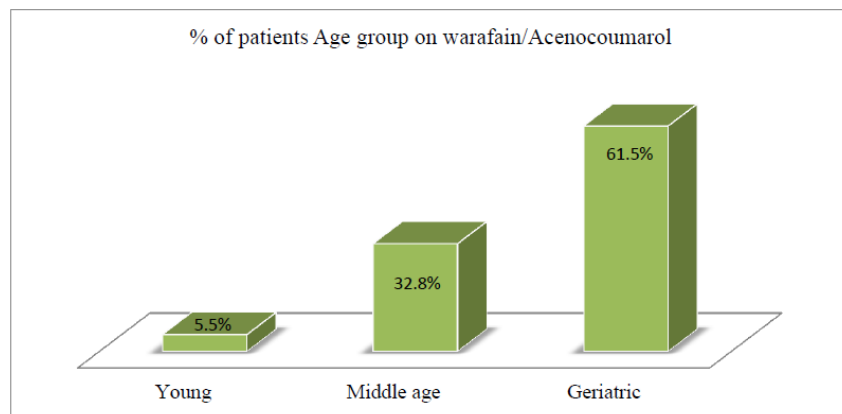 % of patients Age group on warafain/Acenocoumarol
61.5%
32.8%
5.5%
Young Middle age Geriatric